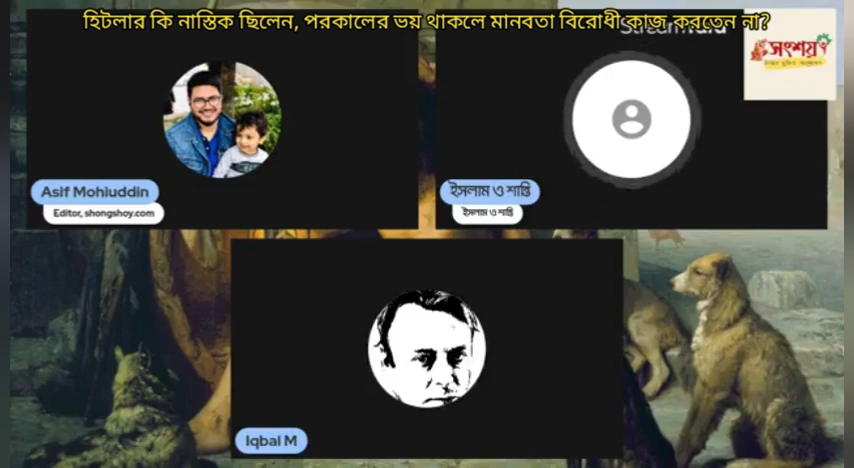 হিটলার কি নাস্তিক ছিলেন, পরকালের ভয় থাকলে মানবতা বিরোধী কাজ করতেন না?
সংশয়
Asif Mohiuddin
Editor, shongshoy.com
ইসলাম ও শান্তি
ইসলাম ও শান্তি
Iqbal M